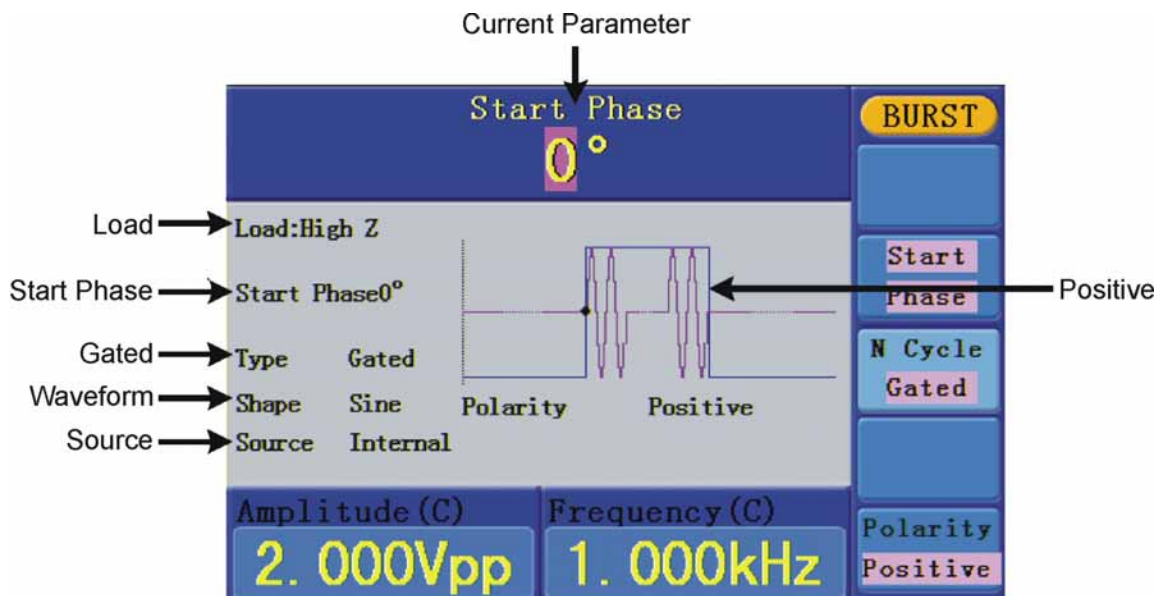 Current Parameter
Start Phase
0°
BURST
Load
Load:High Z
Start
Phase
Start Phase
Start Phase0°
Positive
N Cycle
Gated
Gated
Type Gated
Waveform
Shape Sine
Polarity Positive
Source
Source Internal
Amplitude(C)
2.000Vpp
Frequency(C)
1.000kHz
Polarity
Positive